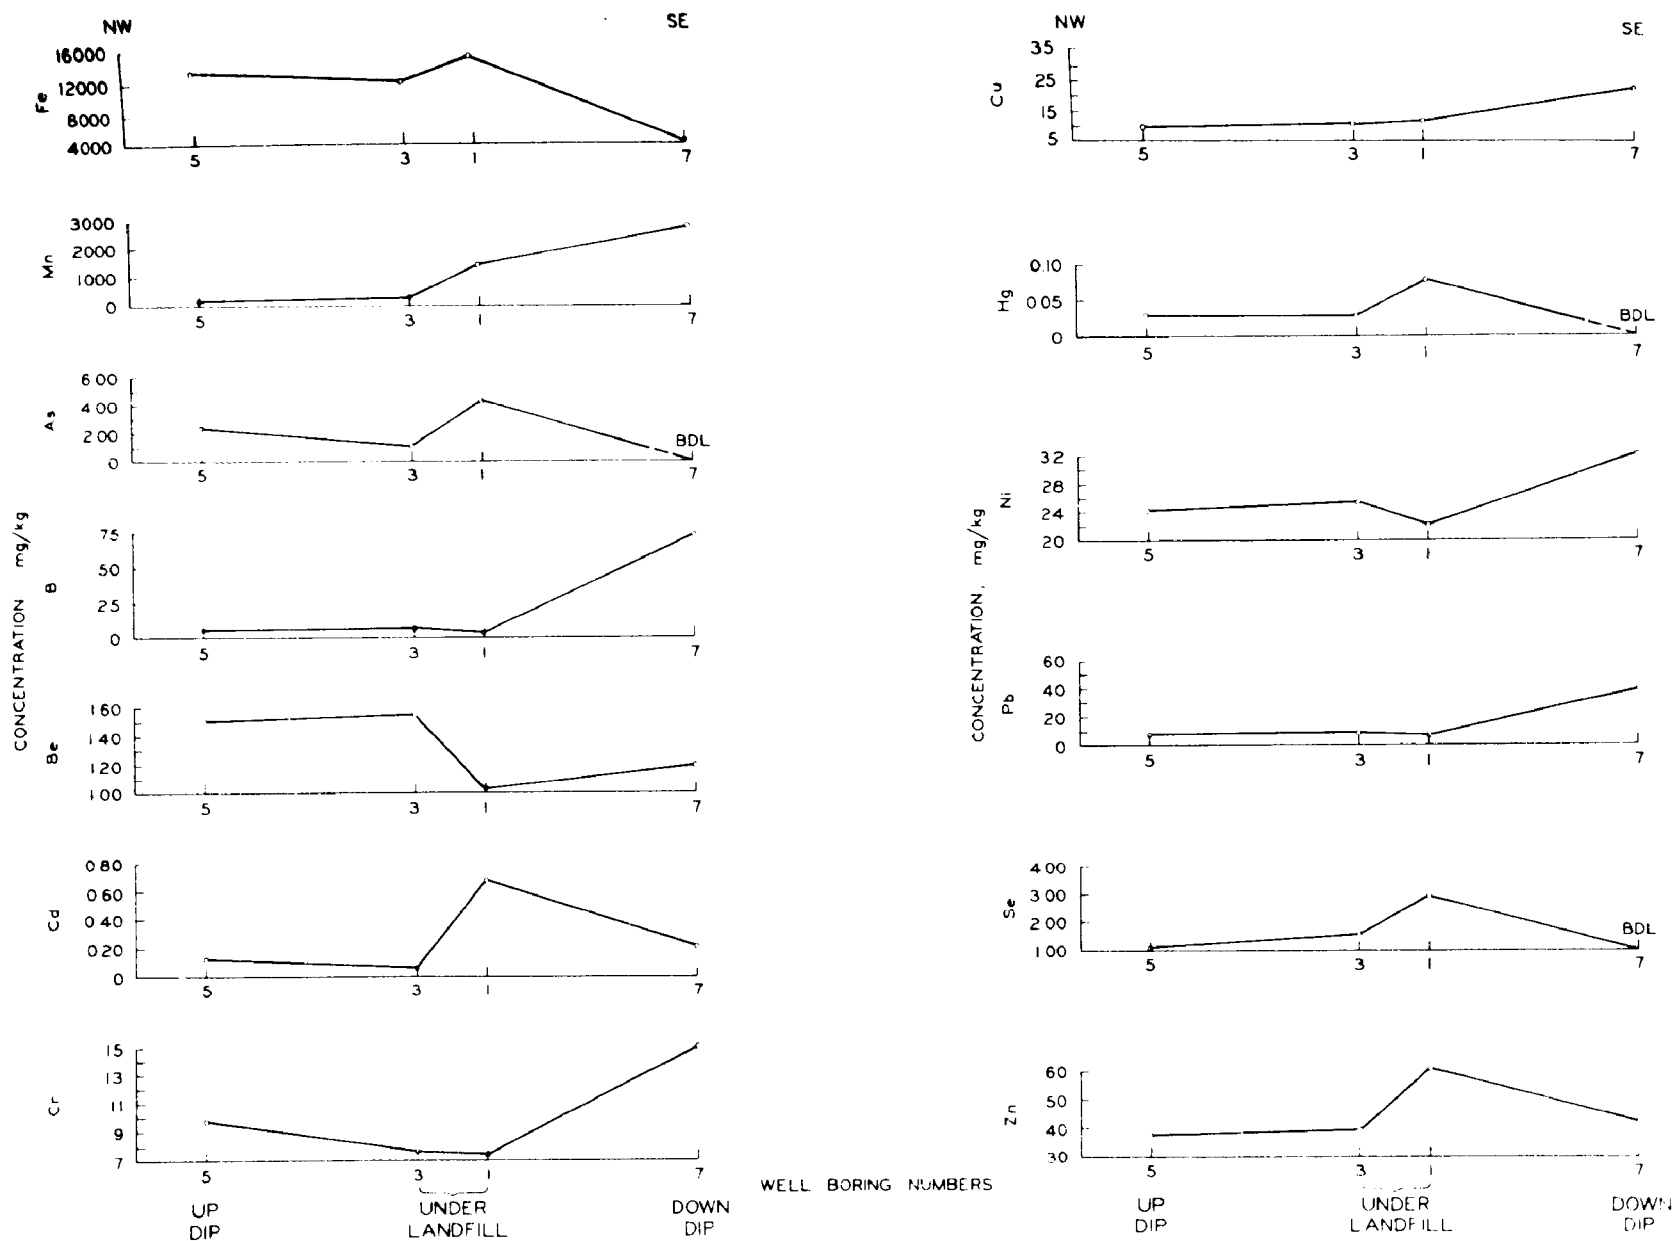 NW SE
16000
12000
8000
4000
Fe
5 3 1 7
3000
2000
1000
0
Mn
5 3 1 7
6 00
4 00
2 00
0
As
BDL
5 3 1 7
75
50
25
0
B
5 3 1 7
1 60
1 40
1 20
1 00
Be
5 3 1 7
0 80
0 60
0 40
0 20
0
Cd
5 3 1 7
15
13
11
9
7
Cr
5 3 1 7
UP DIP
UNDER LANDFILL
DOWN DIP
CONCENTRATION mg/kg
WELL BORING NUMBERS
NW SE
35
25
15
5
Cu
5 3 1 7
0 10
0 05
0
Hg
BDL
5 3 1 7
32
28
24
20
Ni
5 3 1 7
60
40
20
0
Pb
5 3 1 7
4 00
3 00
2 00
1 00
Se
BDL
5 3 1 7
60
50
40
30
Zn
5 3 1 7
UP DIP
UNDER LANDFILL
DOWN DIP
CONCENTRATION, mg/kg